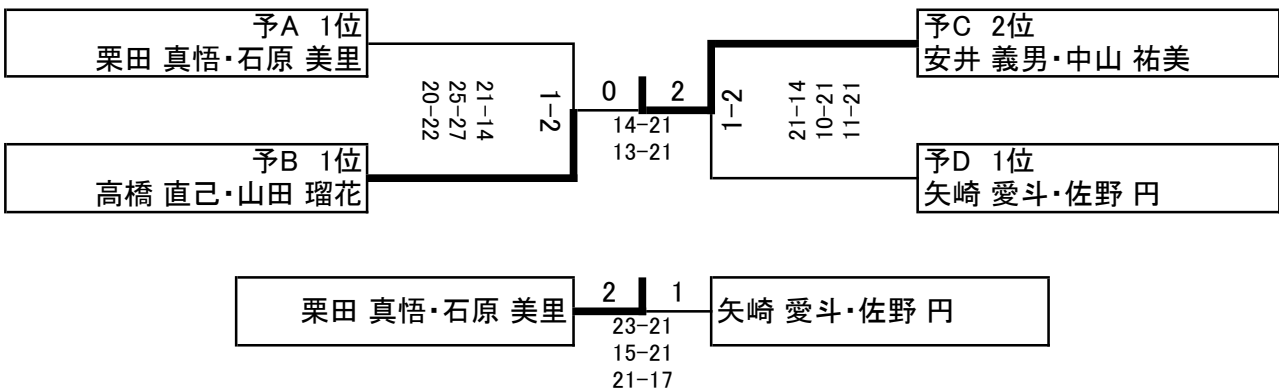 予A 1位
栗田 真悟・石原 美里
予B 1位
高橋 直己・山田 瑠花
21-14
25-27
20-22
1-2
0
2
14-21
13-21
1-2
21-14
10-21
11-21
予C 2位
安井 義男・中山 祐美
予D 1位
矢崎 愛斗・佐野 円
栗田 真悟・石原 美里
2
1
23-21
15-21
21-17
矢崎 愛斗・佐野 円